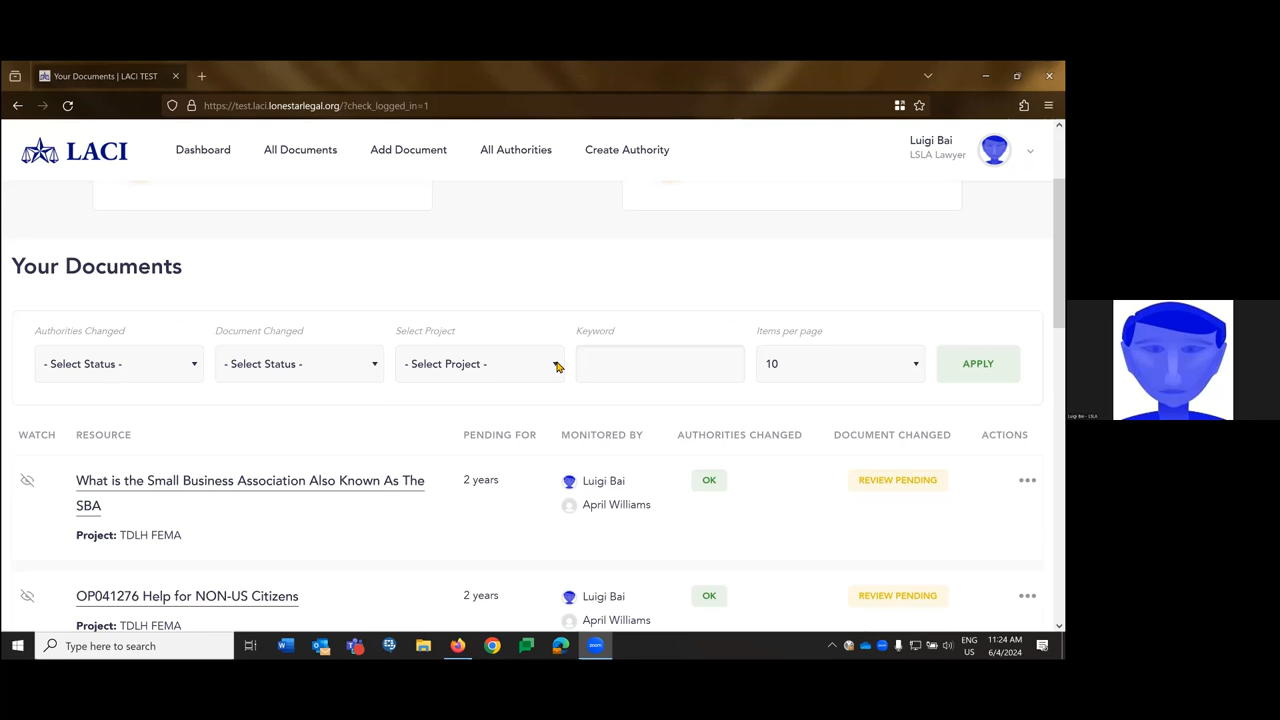 Your Documents | LACI TEST
https://test.laci.lonestarlegal.org/?check_logged_in=1
LACI
Dashboard
All Documents
Add Document
All Authorities
Create Authority
Luigi Bai
LSLA Lawyer
Your Documents
Authorities Changed
Document Changed
Select Project
Keyword
Items per page
- Select Status -
- Select Status -
- Select Project -
10
APPLY
WATCH
RESOURCE
PENDING FOR
MONITORED BY
AUTHORITIES CHANGED
DOCUMENT CHANGED
ACTIONS
What is the Small Business Association Also Known As The
SBA
Project: TDLH FEMA
2 years
Luigi Bai
April Williams
OK
REVIEW PENDING
OP041276 Help for NON-US Citizens
Project: TDLH FEMA
2 years
Luigi Bai
April Williams
OK
REVIEW PENDING
Luigi Bai - LSLA
Type here to search
zoom
ENG
US
11:24 AM
6/4/2024